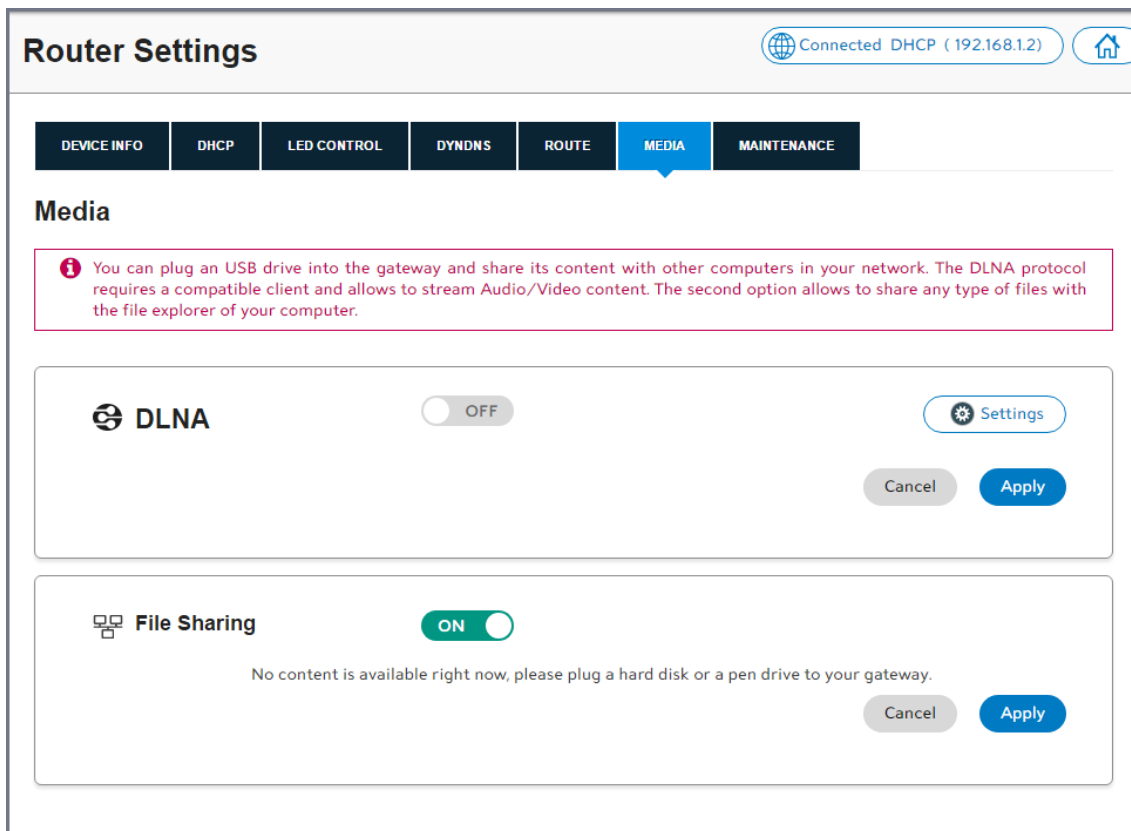 Router Settings
Connected DHCP ( 192.168.1.2)
DEVICE INFO DHCP LED CONTROL DYNDNS ROUTE MEDIA MAINTENANCE
Media
You can plug an USB drive into the gateway and share its content with other computers in your network. The DLNA protocol
requires a compatible client and allows to stream Audio/Video content. The second option allows to share any type of files with
the file explorer of your computer.
DLNA OFF Settings
Cancel Apply
File Sharing ON
No content is available right now, please plug a hard disk or a pen drive to your gateway.
Cancel Apply